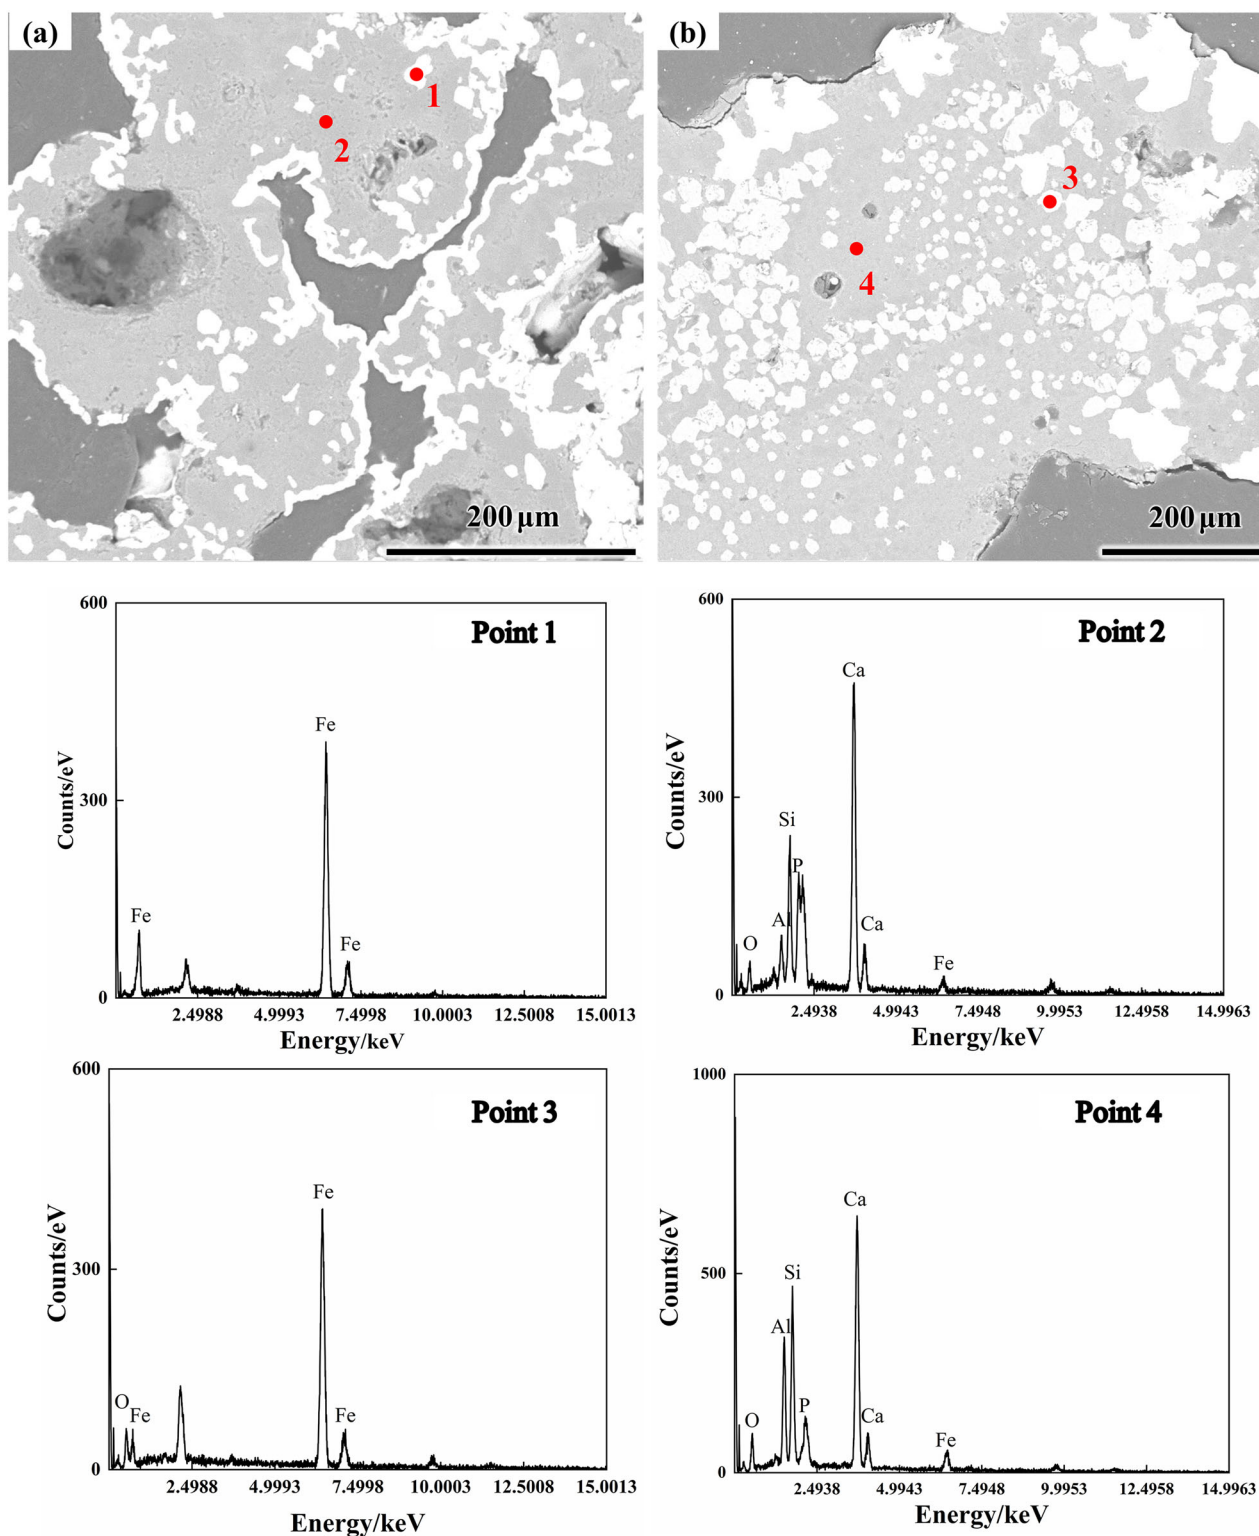 (a)
1
2
200 μm
(b)
3
4
200 μm
600
Point 1
Fe
Counts/eV
300
Fe
Fe
0
2.4988 4.9993 7.4998 10.0003 12.5008 15.0013
Energy/keV
600
Point 2
Ca
Counts/eV
300
Si
P
Al
Ca
O
Fe
0
2.4938 4.9943 7.4948 9.9953 12.4958 14.9963
Energy/keV
600
Point 3
Fe
Counts/eV
300
O
Fe
Fe
0
2.4988 4.9993 7.4998 10.0003 12.5008 15.0013
Energy/keV
1000
Point 4
Ca
Counts/eV
500
Si
Al
P
Ca
O
Fe
0
2.4938 4.9943 7.4948 9.9953 12.4958 14.9963
Energy/keV